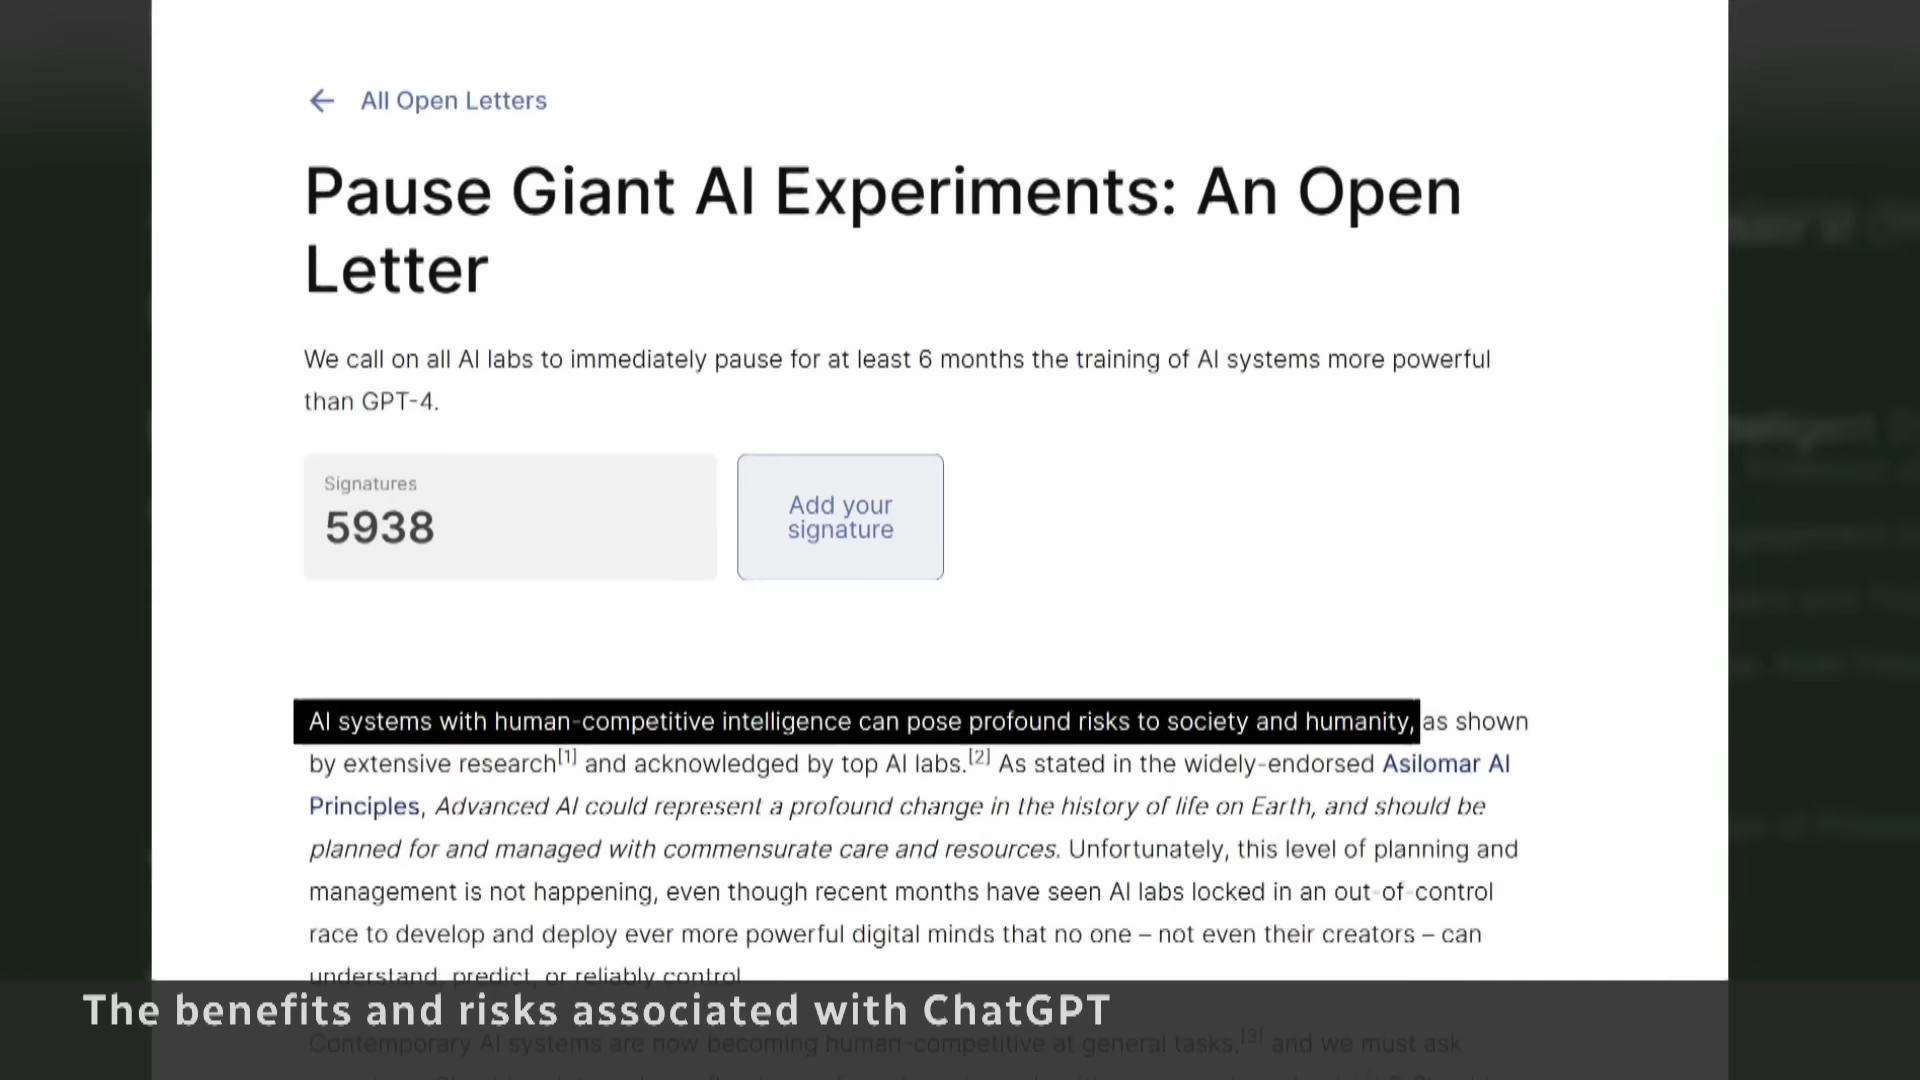 ← All Open Letters
Pause Giant AI Experiments: An Open
Letter
We call on all AI labs to immediately pause for at least 6 months the training of AI systems more powerful
than GPT-4.
Signatures
5938
Add your
signature
AI systems with human-competitive intelligence can pose profound risks to society and humanity, as shown
by extensive research[1] and acknowledged by top AI labs.[2] As stated in the widely-endorsed Asilomar AI
Principles, Advanced AI could represent a profound change in the history of life on Earth, and should be
planned for and managed with commensurate care and resources. Unfortunately, this level of planning and
management is not happening, even though recent months have seen AI labs locked in an out-of-control
race to develop and deploy ever more powerful digital minds that no one – not even their creators – can
understand, predict, or reliably control
The benefits and risks associated with ChatGPT
Contemporary AI systems are now becoming human-competitive at general tasks,[3] and we must ask